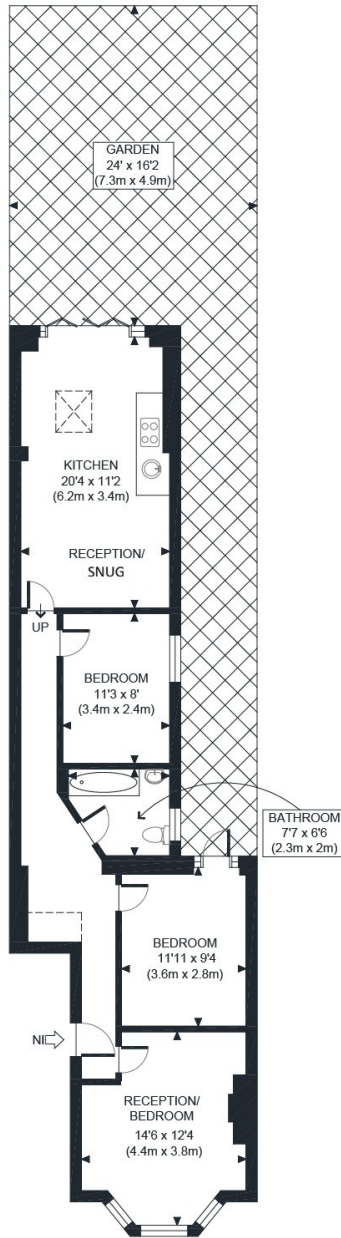 GARDEN
24' x 16'2
(7.3m x 4.9m)
KITCHEN
20'4 x 11'2
(6.2m x 3.4m)
RECEPTION/
SNUG
UP
BEDROOM
11'3 x 8'
(3.4m x 2.4m)
BATHROOM
7'7 x 6'6
(2.3m x 2m)
BEDROOM
11'11 x 9'4
(3.6m x 2.8m)
NI
RECEPTION/
BEDROOM
14'6 x 12'4
(4.4m x 3.8m)